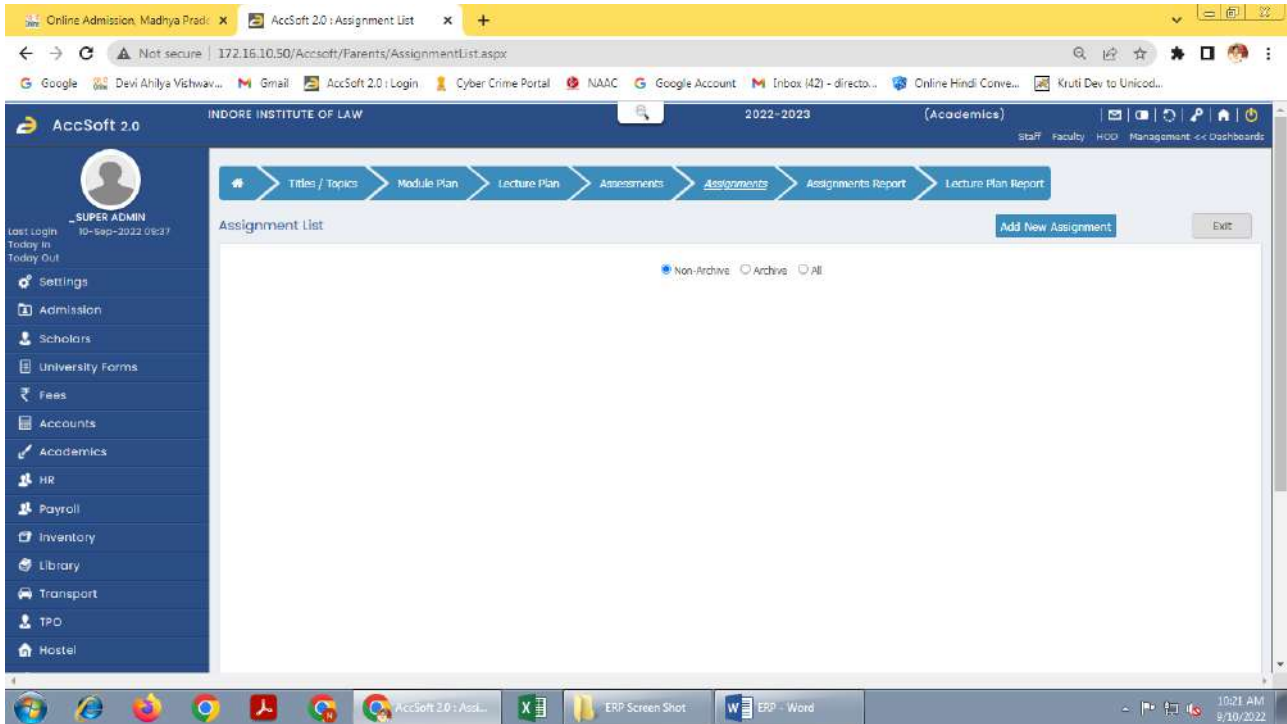 Online Admission, Madhya Prade
AccSoft 2.0 : Assignment List
Not secure | 172.16.10.50/Accsoft/Parents/AssignmentList.aspx
Google Devi Ahilya Vishwav... Gmail AccSoft 2.0 : Login Cyber Crime Portal NAAC Google Account Inbox (42) - directo... Online Hindi Conve... Kruti Dev to Unicod...
AccSoft 2.0
INDORE INSTITUTE OF LAW 2022-2023 (Academics)
Staff Faculty HOD Management << Dashboards
_SUPER ADMIN
Last Login 10-Sep-2022 09:37
Today In
Today Out
Settings
Admission
Scholars
University Forms
Fees
Accounts
Academics
HR
Payroll
Inventory
Library
Transport
TPO
Hostel
Titles / Topics Module Plan Lecture Plan Assessments Assignments Assignments Report Lecture Plan Report
Assignment List Add New Assignment Exit
Non-Archive Archive All
AccSoft 2.0 : Assi... ERP Screen Shot ERP - Word
10:21 AM
9/10/2022